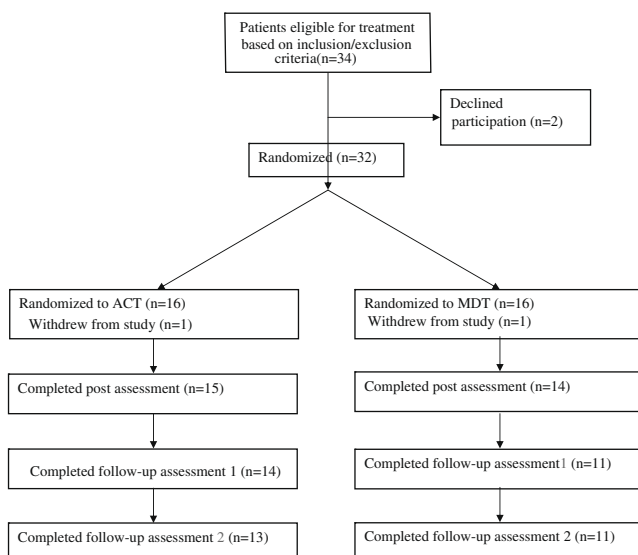 Patients eligible for treatment
based on inclusion/exclusion
criteria(n=34)
Declined
participation (n=2)
Randomized (n=32)
Randomized to ACT (n=16)
Withdrew from study (n=1)
Randomized to MDT (n=16)
Withdrew from study (n=1)
Completed post assessment (n=15)
Completed post assessment (n=14)
Completed follow-up assessment 1 (n=14)
Completed follow-up assessment1 (n=11)
Completed follow-up assessment 2 (n=13)
Completed follow-up assessment 2 (n=11)